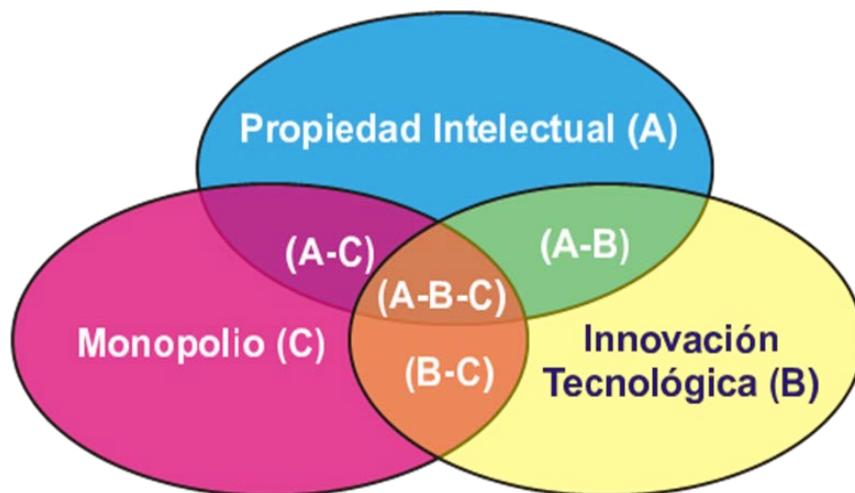 Propiedad Intelectual (A)
(A-C)
(A-B)
(A-B-C)
Monopolio (C)
(B-C)
Innovación
Tecnológica (B)